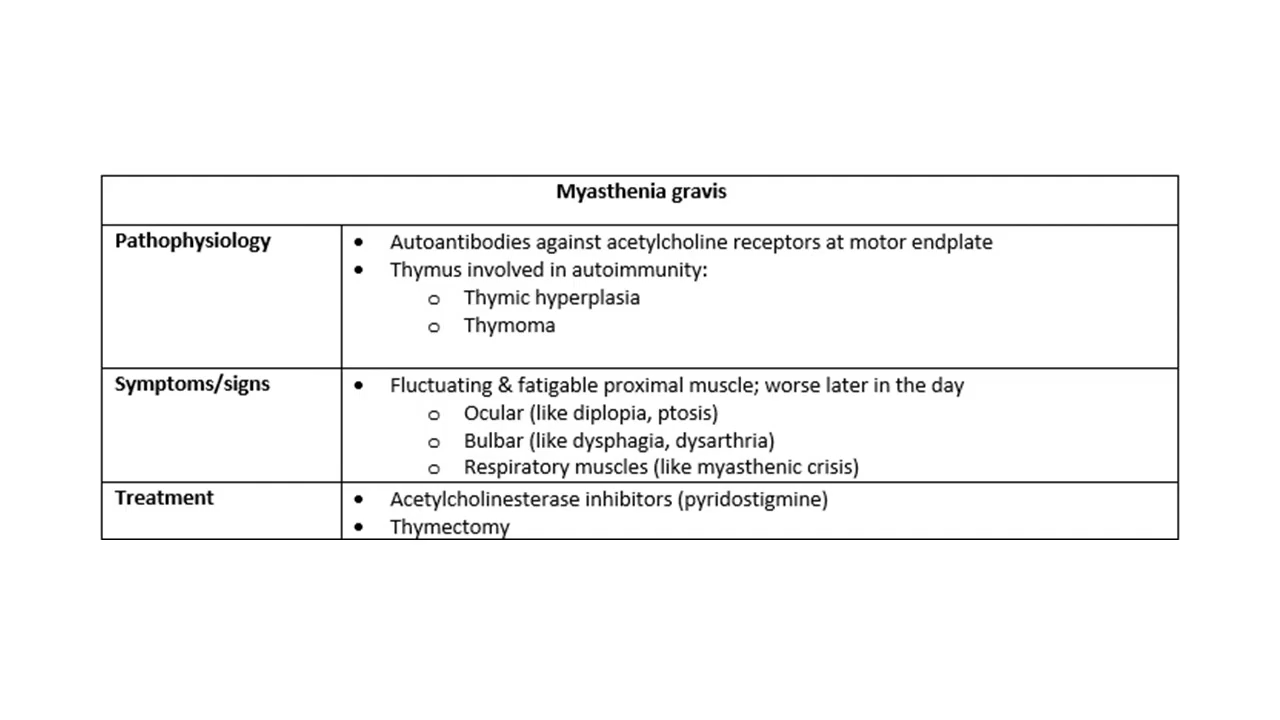 Myasthenia gravis
Pathophysiology
• Autoantibodies against acetylcholine receptors at motor endplate
• Thymus involved in autoimmunity:
o Thymic hyperplasia
o Thymoma
Symptoms/signs
• Fluctuating & fatigable proximal muscle; worse later in the day
o Ocular (like diplopia, ptosis)
o Bulbar (like dysphagia, dysarthria)
o Respiratory muscles (like myasthenic crisis)
Treatment
• Acetylcholinesterase inhibitors (pyridostigmine)
• Thymectomy